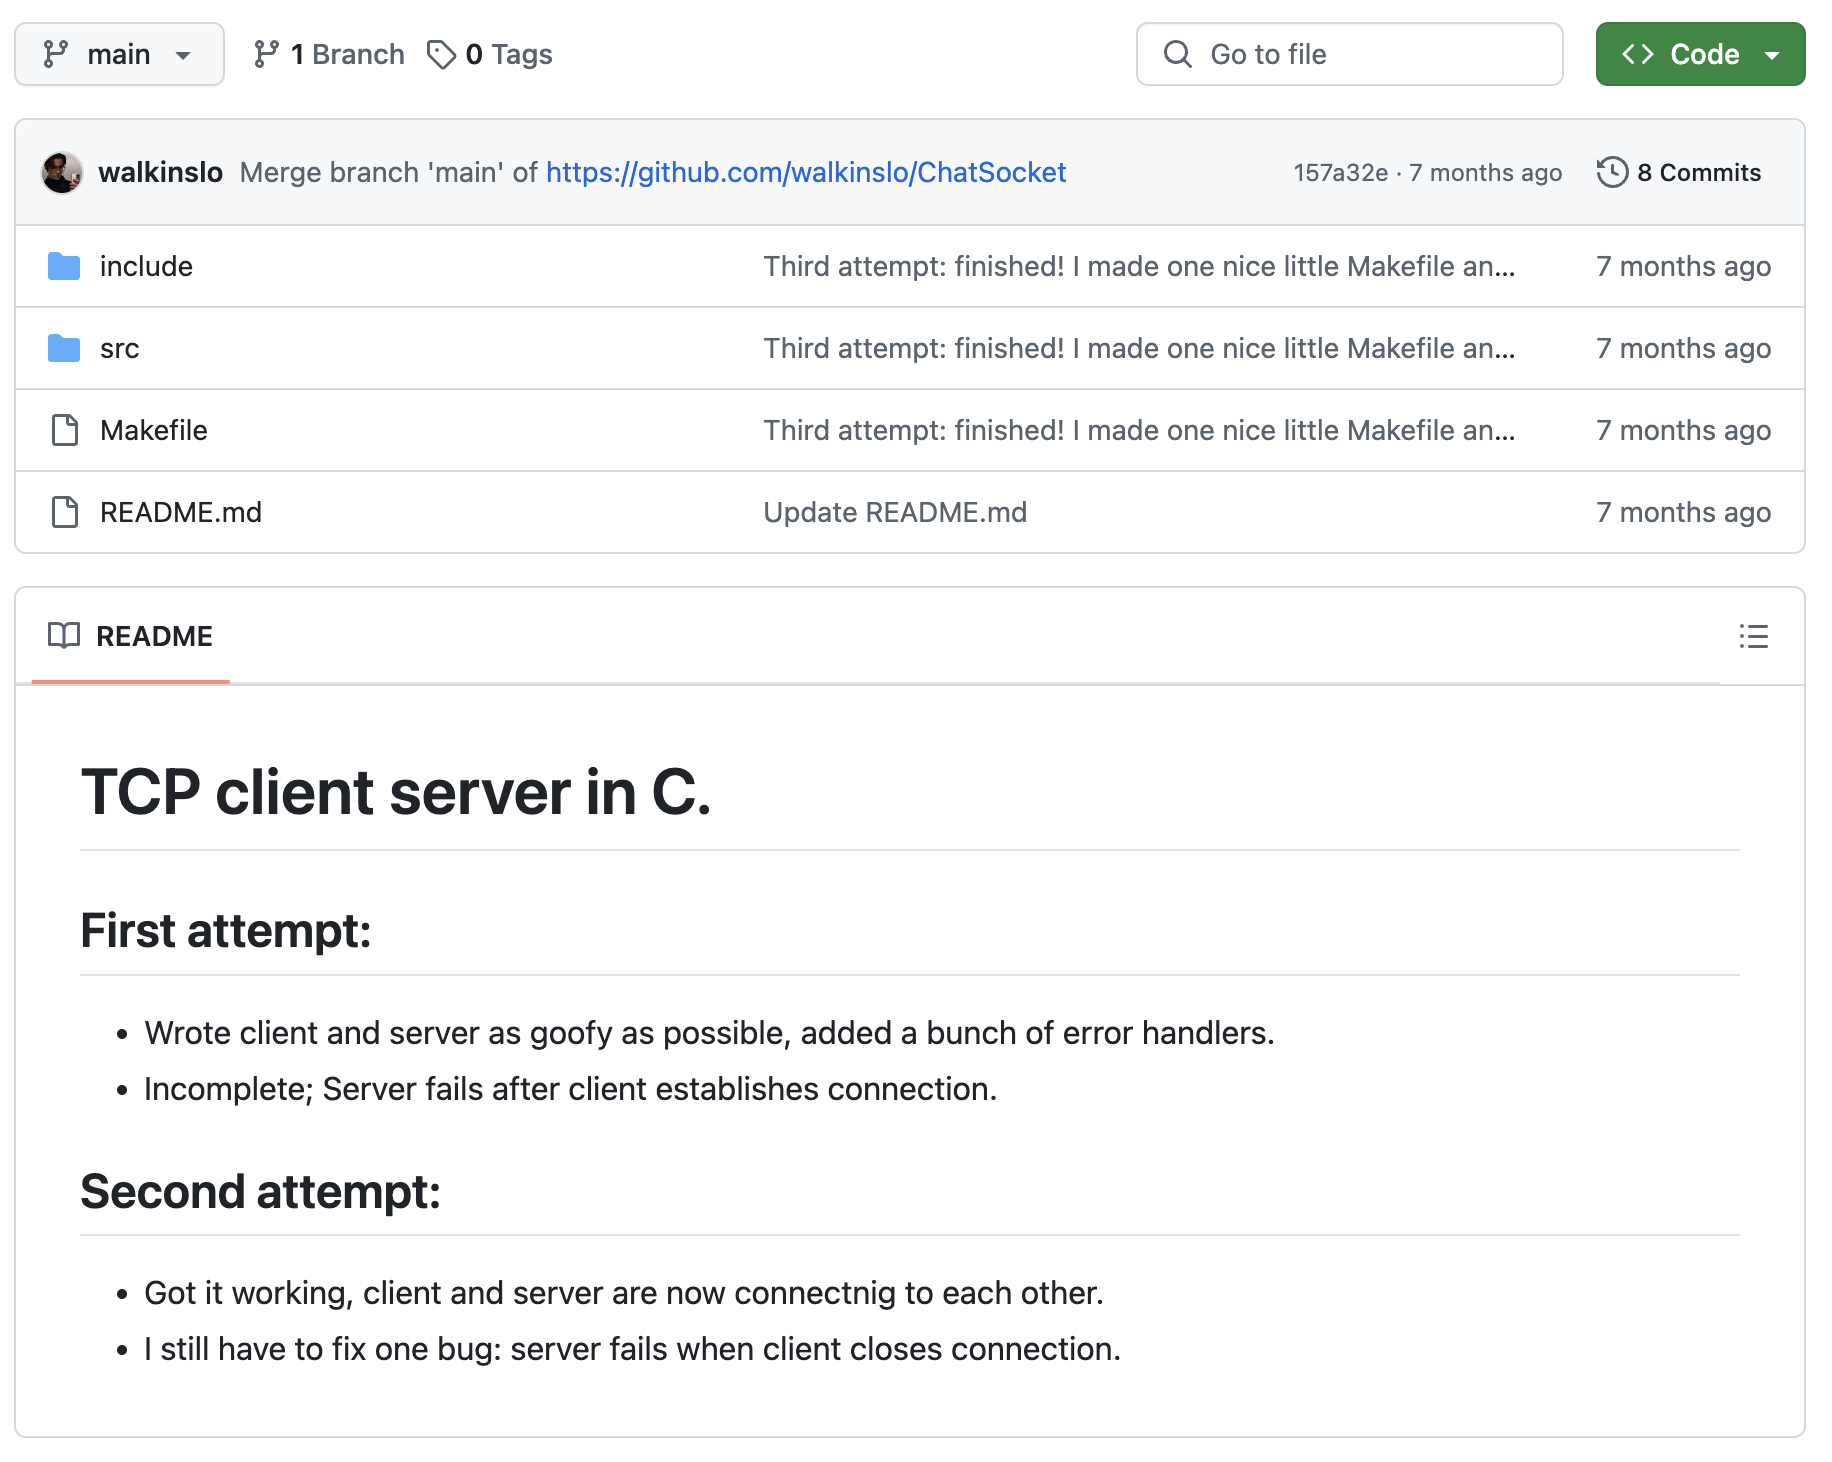 main 1 Branch 0 Tags Go to file Code
walkinslo Merge branch 'main' of https://github.com/walkinslo/ChatSocket 157a32e · 7 months ago 8 Commits
include Third attempt: finished! I made one nice little Makefile an... 7 months ago
src Third attempt: finished! I made one nice little Makefile an... 7 months ago
Makefile Third attempt: finished! I made one nice little Makefile an... 7 months ago
README.md Update README.md 7 months ago
README
TCP client server in C.
First attempt:
• Wrote client and server as goofy as possible, added a bunch of error handlers.
• Incomplete; Server fails after client establishes connection.
Second attempt:
• Got it working, client and server are now connectnig to each other.
• I still have to fix one bug: server fails when client closes connection.